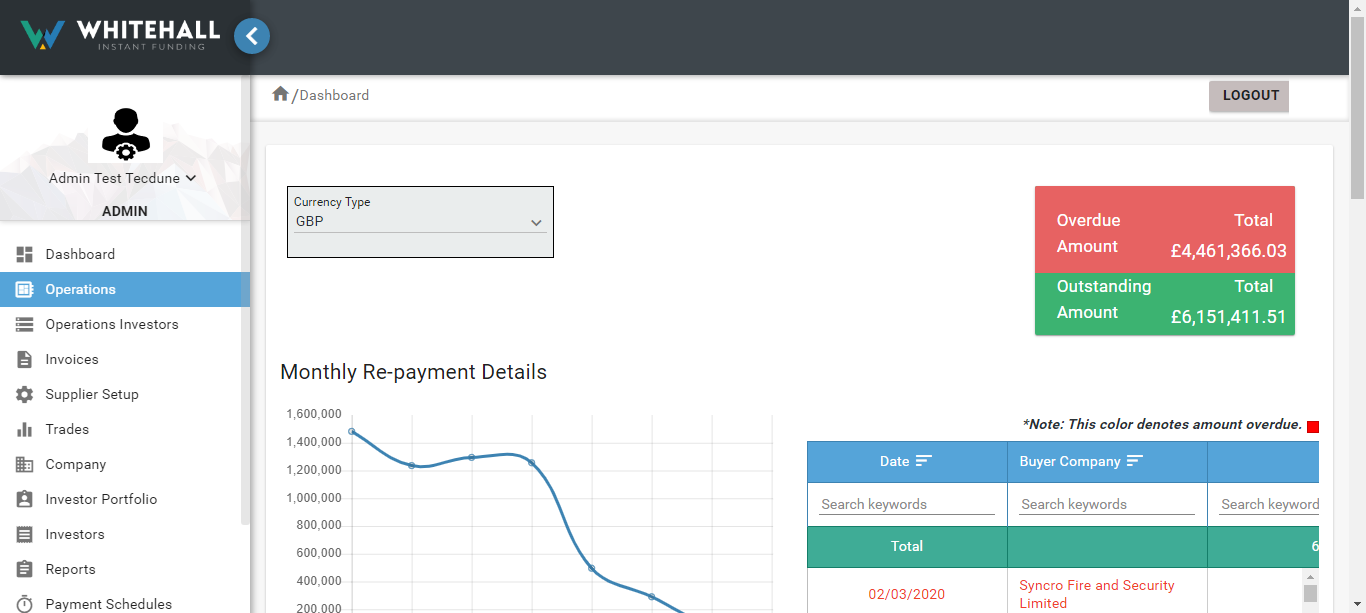 WHITEHALL
INSTANT FUNDING
/Dashboard
LOGOUT
Admin Test Tecdune
ADMIN
Dashboard
Operations
Operations Investors
Invoices
Supplier Setup
Trades
Company
Investor Portfolio
Investors
Reports
Payment Schedules
Currency Type
GBP
Overdue Total
Amount £4,461,366.03
Outstanding Total
Amount £6,151,411.51
Monthly Re-payment Details
1,600,000
1,400,000
1,200,000
1,000,000
800,000
600,000
400,000
200,000
*Note: This color denotes amount overdue.
Date Buyer Company
Search keywords Search keywords Search keyword
Total 6
02/03/2020 Syncro Fire and Security
Limited